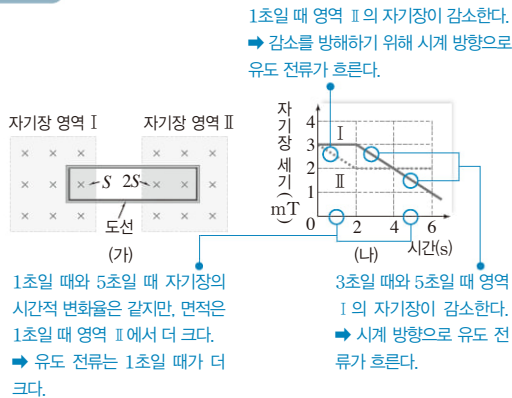 1초일 때 영역 Ⅱ의 자기장이 감소한다.
➡ 감소를 방해하기 위해 시계 방향으로
유도 전류가 흐른다.
자기장 영역 Ⅰ
자기장 영역 Ⅱ
× × ×
× × ×
× × ×
× × ×
× × ×
× × ×
S 2S
도선
(가)
자기장 세기(mT)
4
3
2
1
0
Ⅰ
Ⅱ
2 4 6
시간(s)
(나)
1초일 때와 5초일 때 자기장의
시간적 변화율은 같지만, 면적은
1초일 때 영역 Ⅱ에서 더 크다.
➡ 유도 전류는 1초일 때가 더
크다.
3초일 때와 5초일 때 영역
Ⅰ의 자기장이 감소한다.
➡ 시계 방향으로 유도 전
류가 흐른다.